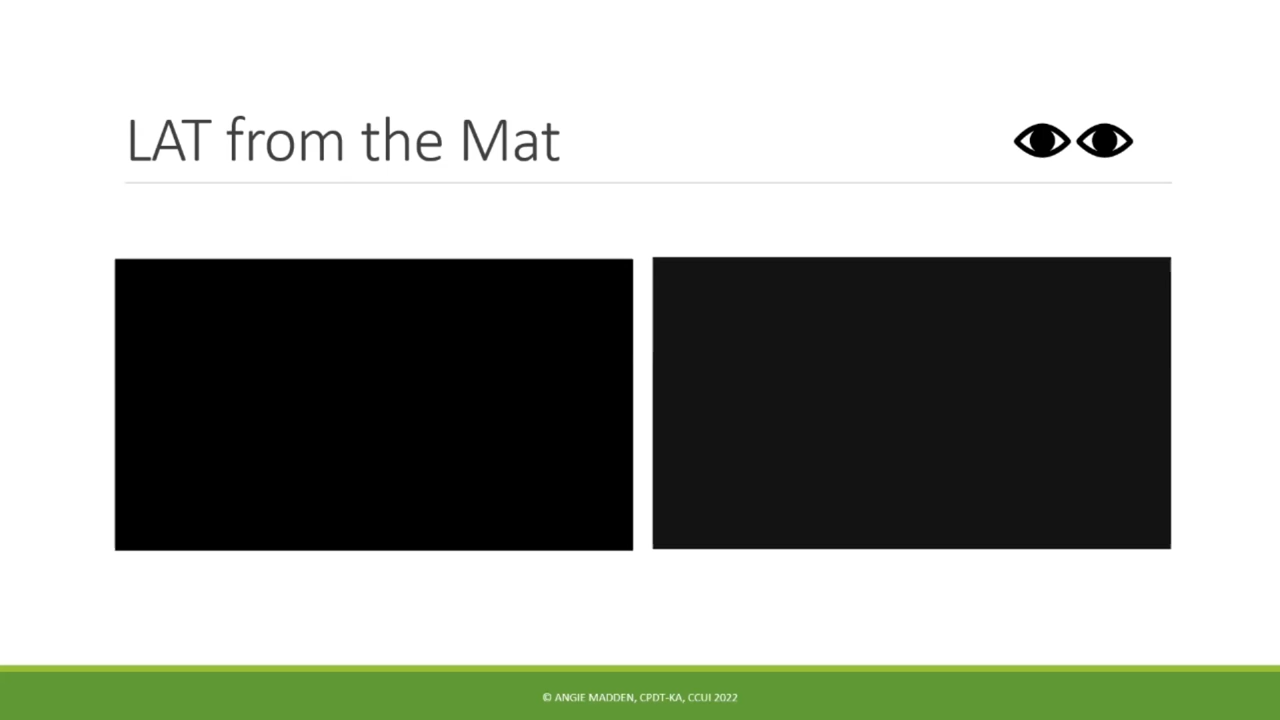 LAT from the Mat
© ANGIE MADDEN, CPDT-KA, CCUI 2022